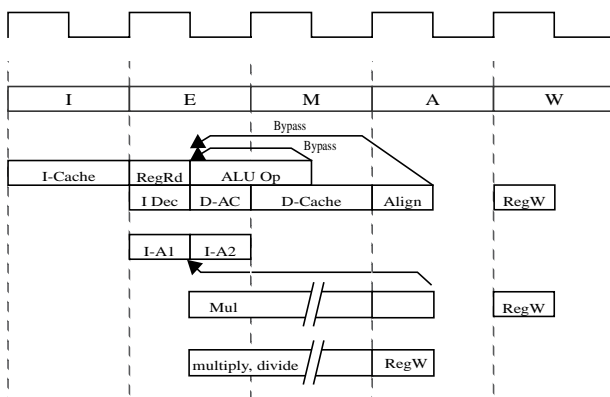 I E M A W
Bypass
Bypass
I-Cache RegRd ALU Op
I Dec D-AC D-Cache Align RegW
I-A1 I-A2
Mul RegW
multiply, divide RegW